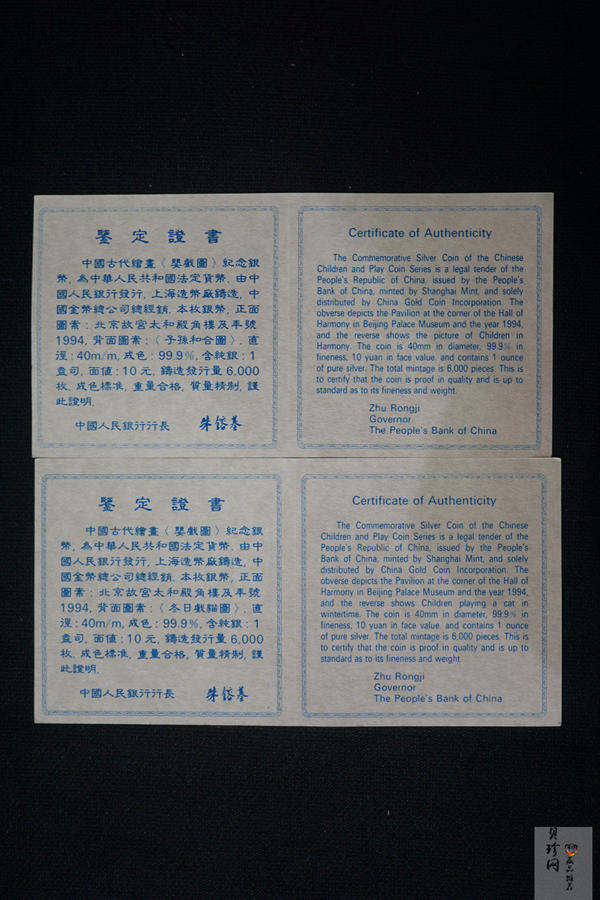 鑒定證書
中國古代繪畫〈嬰戲圖〉紀念銀
幣，為中華人民共和國法定貨幣．由中
國人民銀行發行，上海造幣廠鑄造，中
國金幣總公司總經銷．本枚銀幣，正面
圖案：北京故宮太和殿角樓及年號
1994，背面圖案：〈子孫和合圖〉．直
徑：40m/m，成色：99.9%，含純銀：1
盎司，面値：10元，鑄造發行量6,000
枚．成色標准，重量合格，質量精制，謹
此證明．
中國人民銀行行長 朱镕基
Certificate of Authenticity
The Commemorative Silver Coin of the Chinese
Children and Play Coin Series is a legal tender of the
People's Republic of China, issued by the People's
Bank of China, minted by Shanghai Mint, and solely
distributed by China Gold Coin Incorporation. The
obverse depicts the Pavilion at the corner of the Hall of
Harmony in Beijing Palace Museum and the year 1994,
and the reverse shows the picture of Children in
Harmony. The coin is 40mm in diameter, 99.9% in
fineness, 10 yuan in face value, and contains 1 ounce
of pure silver. The total mintage is 6,000 pieces. This is
to certify that the coin is proof in quality and is up to
standard as to its fineness and weight.
Zhu Rongji
Governor
The People's Bank of China
鑒定證書
中國古代繪畫〈嬰戲圖〉紀念銀
幣，為中華人民共和國法定貨幣．由中
國人民銀行發行，上海造幣廠鑄造，中
國金幣總公司總經銷．本枚銀幣，正面
圖案：北京故宮太和殿角樓及年號
1994，背面圖案：〈冬日戲貓圖〉．直
徑：40m/m，成色：99.9%，含純銀：1
盎司，面値：10元，鑄造發行量6,000
枚．成色標准，重量合格，質量精制，謹
此證明．
中國人民銀行行長 朱镕基
Certificate of Authenticity
The Commemorative Silver Coin of the Chinese
Children and Play Coin Series is a legal tender of the
People's Republic of China, issued by the People's
Bank of China, minted by Shanghai Mint, and solely
distributed by China Gold Coin Incorporation. The
obverse depicts the Pavilion at the corner of the Hall of
Harmony in Beijing Palace Museum and the year 1994,
and the reverse shows Children playing a cat in
wintertime. The coin is 40mm in diameter, 99.9% in
fineness, 10 yuan in face value, and contains 1 ounce
of pure silver. The total mintage is 6,000 pieces. This is
to certify that the coin is proof in quality and is up to
standard as to its fineness and weight.
Zhu Rongji
Governor
The People's Bank of China
贝珍网